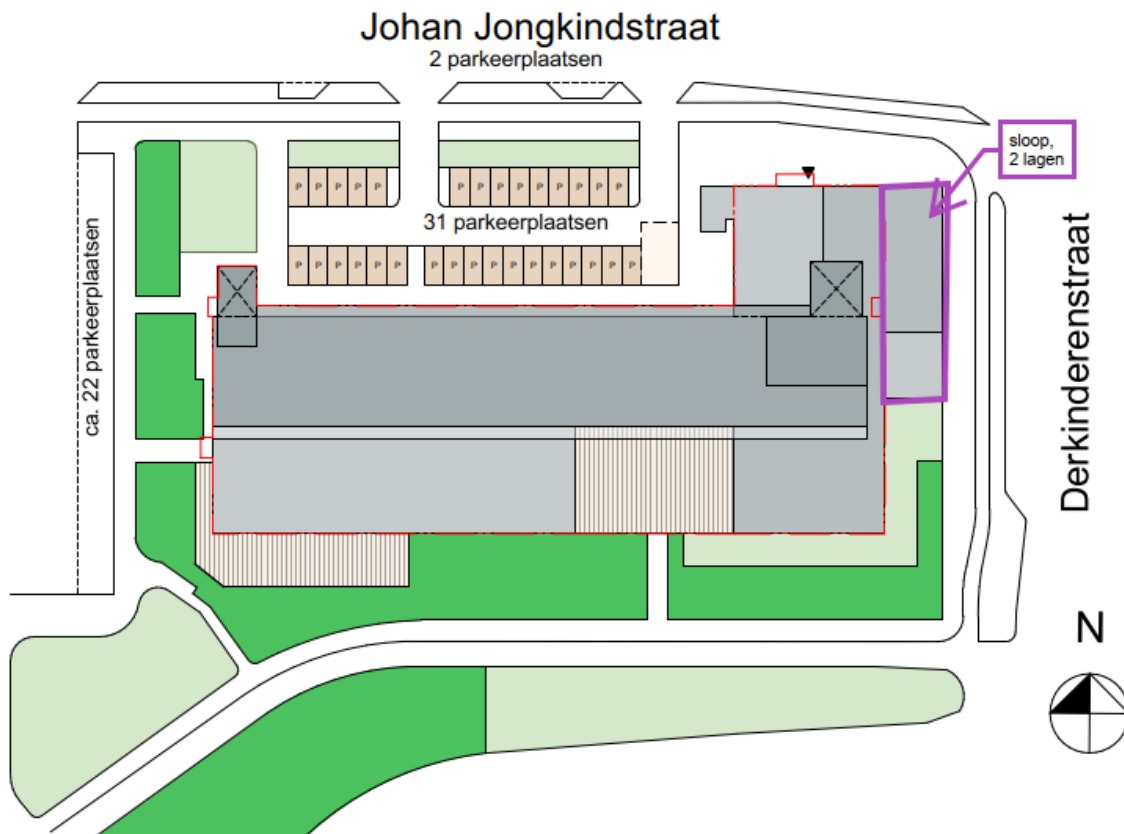 Johan Jongkindstraat
2 parkeerplaatsen
sloop,
2 lagen
P P P P P P P P P P P P P P
31 parkeerplaatsen
P P P P P P P P P P P P P P P P P
ca. 22 parkeerplaatsen
Derkinderenstraat
N